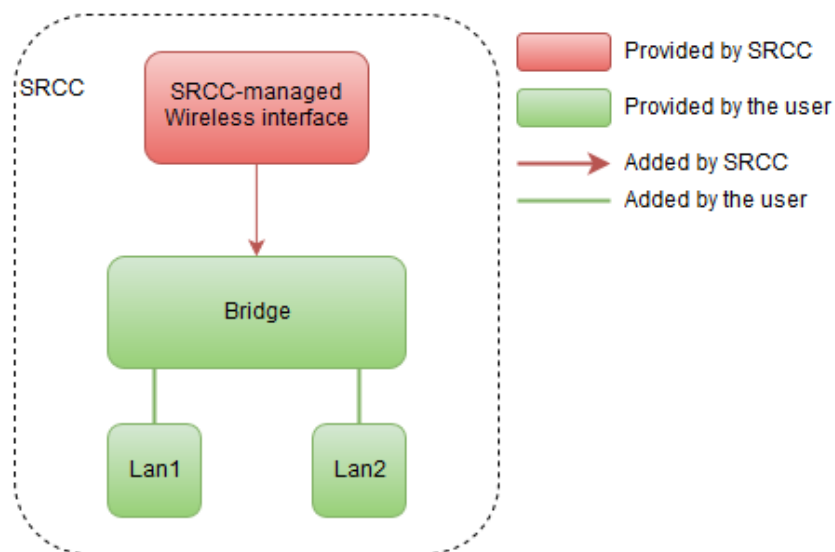 SRCC
SRCC-managed
Wireless interface
Bridge
Lan1
Lan2
Provided by SRCC
Provided by the user
Added by SRCC
Added by the user